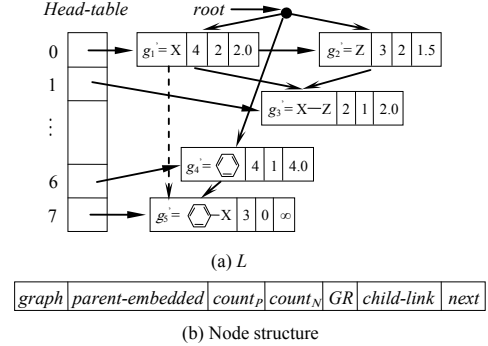 Head-table root
0 g₁'= X 4 2 2.0 g₂'= Z 3 2 1.5
1
g₃'= X—Z 2 1 2.0
⋮
6 g₄'= 4 1 4.0
7 g₅'= —X 3 0 ∞
(a) L
graph parent-embedded count_P count_N GR child-link next
(b) Node structure